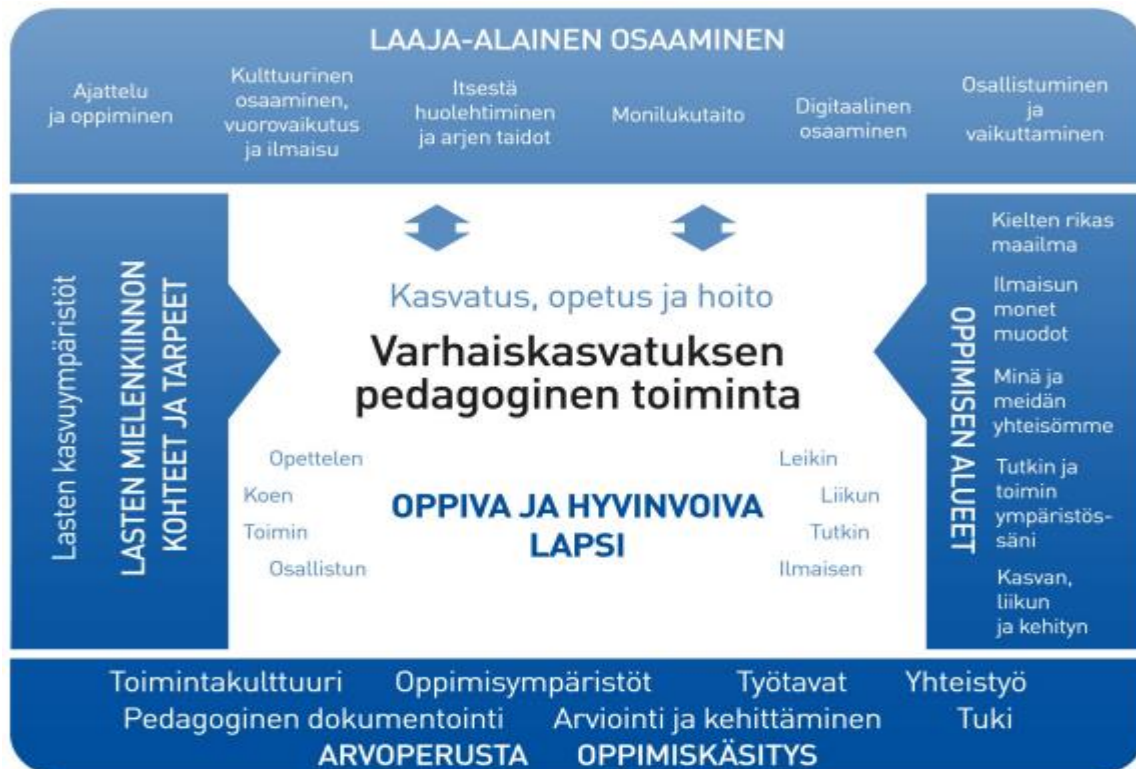 LAAJA-ALAINEN OSAAMINEN
Ajattelu
ja oppiminen
Kulttuurinen
osaaminen,
vuorovaikutus
ja ilmaisu
Itsestä
huolehtiminen
ja arjen taidot
Monilukutaito
Digitaalinen
osaaminen
Osallistuminen
ja
vaikuttaminen
Lasten kasvuympäristöt
LASTEN MIELENKIINNON
KOHTEET JA TARPEET
Kasvatus, opetus ja hoito
Varhaiskasvatuksen
pedagoginen toiminta
Opettelen
Koen
Toimin
Osallistun
OPPIVA JA HYVINVOIVA
LAPSI
Leikin
Liikun
Tutkin
Ilmaisen
OPPIMISEN ALUEET
Kielten rikas
maailma
Ilmaisun
monet
muodot
Minä ja
meidän
yhteisömme
Tutkin ja
toimin
ympäristös-
säni
Kasvan,
liikun
ja kehityn
Toimintakulttuuri Oppimisympäristöt Työtavat Yhteistyö
Pedagoginen dokumentointi Arviointi ja kehittäminen Tuki
ARVOPERUSTA OPPIMISKÄSITYS